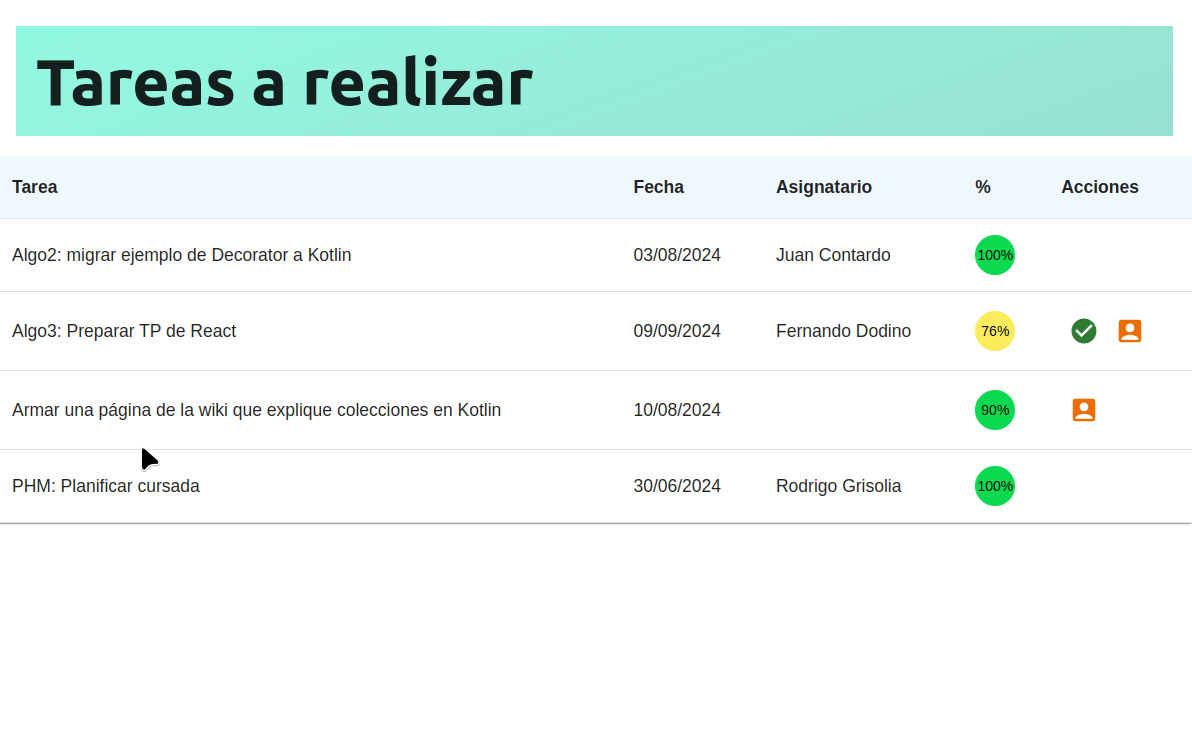 Tareas a realizar
Tarea Fecha Asignatario % Acciones
Algo2: migrar ejemplo de Decorator a Kotlin 03/08/2024 Juan Contardo 100%
Algo3: Preparar TP de React 09/09/2024 Fernando Dodino 76%
Armar una página de la wiki que explique colecciones en Kotlin 10/08/2024 90%
PHM: Planificar cursada 30/06/2024 Rodrigo Grisolia 100%